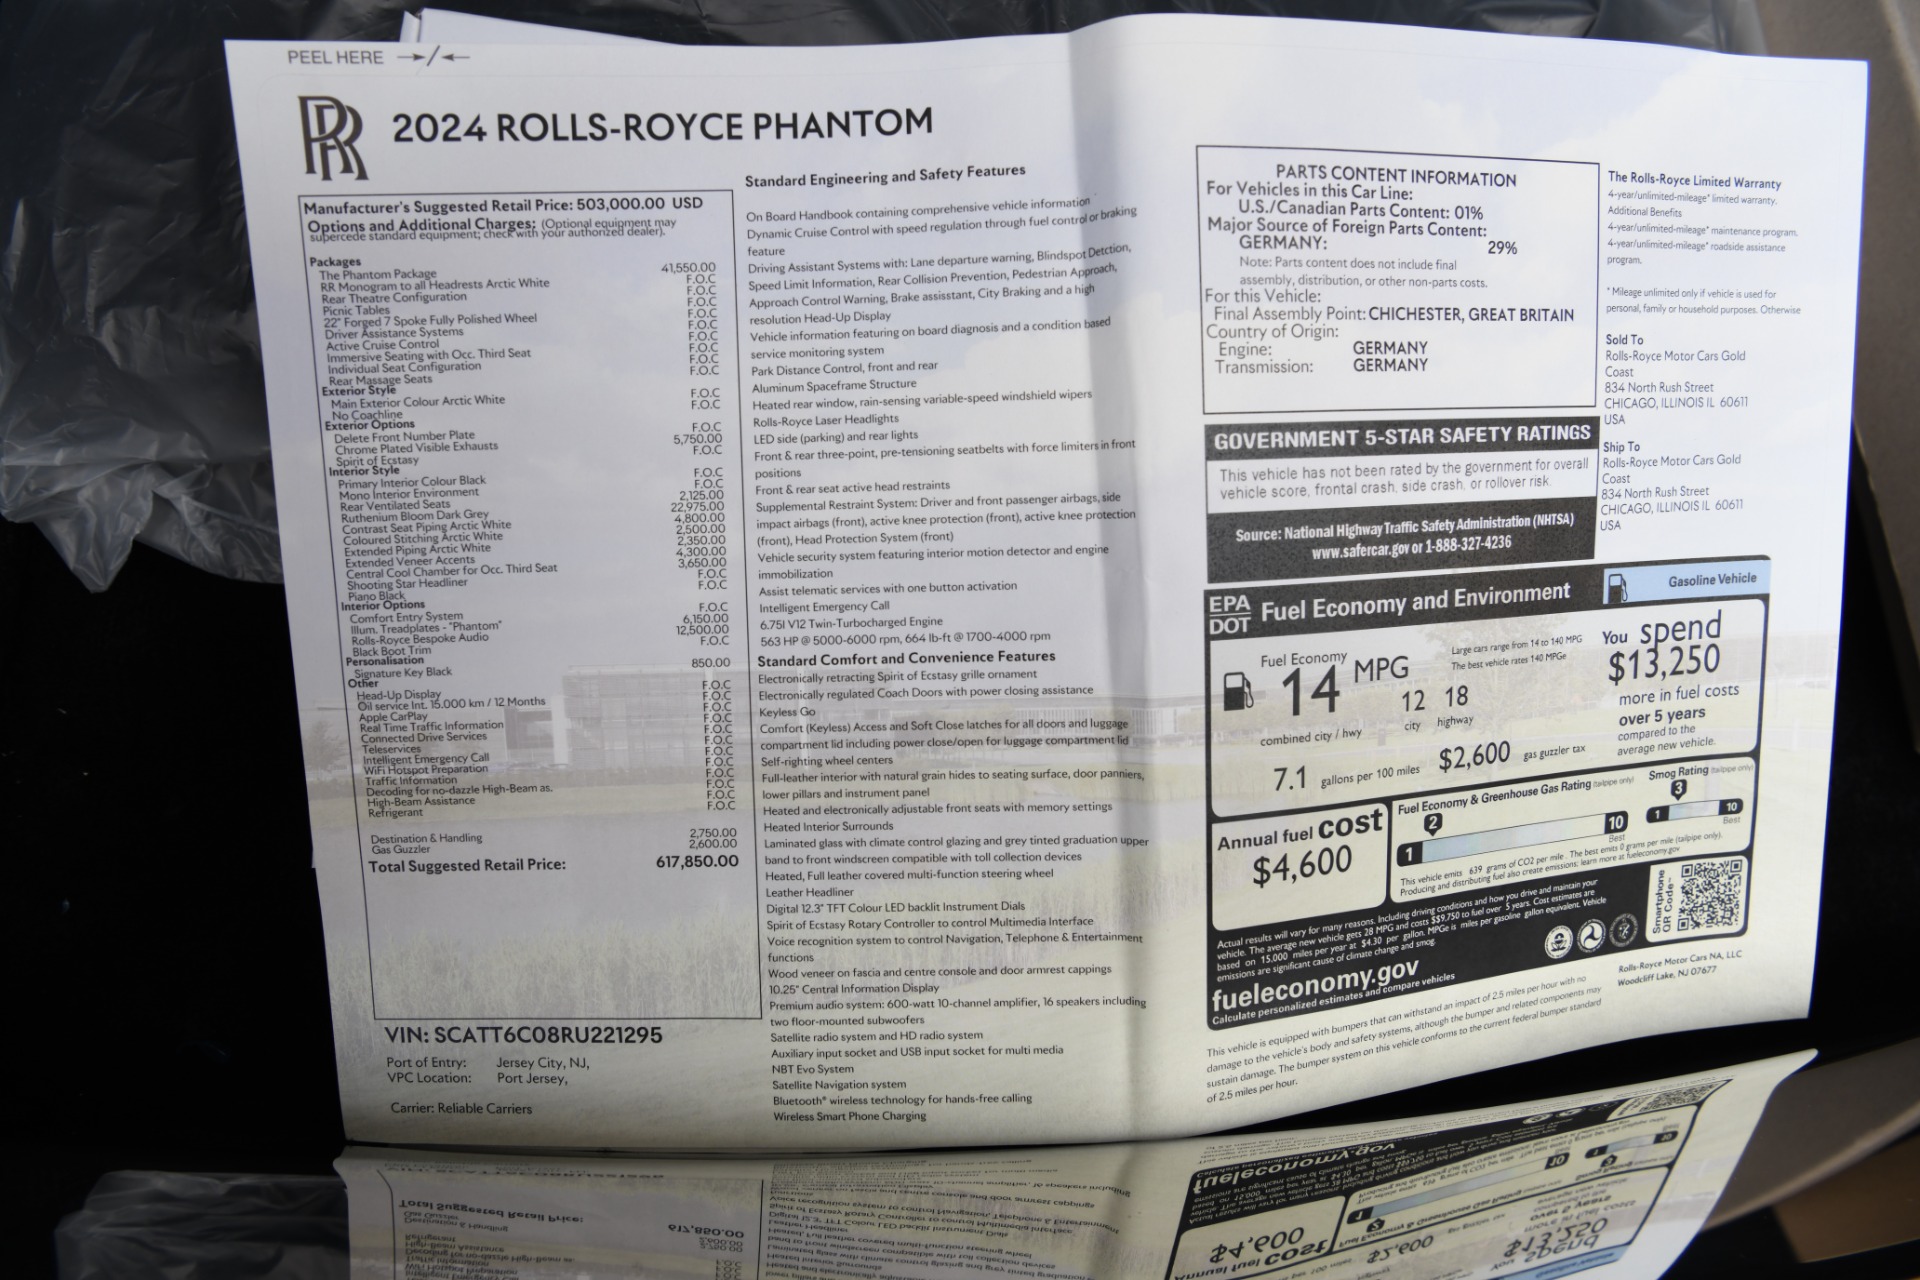 PEEL HERE →/←
RR
2024 ROLLS-ROYCE PHANTOM
Manufacturer's Suggested Retail Price: 503,000.00 USD
Options and Additional Charges: (Optional equipment may
supercede standard equipment; check with your authorized dealer).
Packages
The Phantom Package 41,550.00
RR Monogram to all Headrests Arctic White F.O.C
Rear Theatre Configuration F.O.C
Picnic Tables F.O.C
22" Forged 7 Spoke Fully Polished Wheel F.O.C
Driver Assistance Systems F.O.C
Active Cruise Control F.O.C
Immersive Seating with Occ. Third Seat F.O.C
Individual Seat Configuration F.O.C
Rear Massage Seats F.O.C
Exterior Style
Main Exterior Colour Arctic White F.O.C
No Coachline F.O.C
Exterior Options
Delete Front Number Plate F.O.C
Chrome Plated Visible Exhausts 5,750.00
Spirit of Ecstasy F.O.C
Interior Style
Primary Interior Colour Black F.O.C
Mono Interior Environment F.O.C
Rear Ventilated Seats 2,125.00
Ruthenium Bloom Dark Grey 22,975.00
Contrast Seat Piping Arctic White 4,800.00
Coloured Stitching Arctic White 2,500.00
Extended Piping Arctic White 2,350.00
Extended Veneer Accents 4,300.00
Central Cool Chamber for Occ. Third Seat 3,650.00
Shooting Star Headliner F.O.C
Piano Black F.O.C
Interior Options
Comfort Entry System F.O.C
Illum. Treadplates - "Phantom" 6,150.00
Rolls-Royce Bespoke Audio 12,500.00
Black Boot Trim F.O.C
Personalisation
Signature Key Black 850.00
Other
Head-Up Display F.O.C
Oil service Int. 15.000 km / 12 Months F.O.C
Apple CarPlay F.O.C
Real Time Traffic Information F.O.C
Connected Drive Services F.O.C
Teleservices F.O.C
Intelligent Emergency Call F.O.C
WiFi Hotspot Preparation F.O.C
Traffic Information F.O.C
Decoding for no-dazzle High-Beam as. F.O.C
High-Beam Assistance F.O.C
Refrigerant F.O.C
Destination & Handling 2,750.00
Gas Guzzler 2,600.00
Total Suggested Retail Price: 617,850.00
VIN: SCATT6C08RU221295
Port of Entry: Jersey City, NJ,
VPC Location: Port Jersey,
Carrier: Reliable Carriers
Standard Engineering and Safety Features
On Board Handbook containing comprehensive vehicle information
Dynamic Cruise Control with speed regulation through fuel control or braking
feature
Driving Assistant Systems with: Lane departure warning, Blindspot Detction,
Speed Limit Information, Rear Collision Prevention, Pedestrian Approach,
Approach Control Warning, Brake assisstant, City Braking and a high
resolution Head-Up Display
Vehicle information featuring on board diagnosis and a condition based
service monitoring system
Park Distance Control, front and rear
Aluminum Spaceframe Structure
Heated rear window, rain-sensing variable-speed windshield wipers
Rolls-Royce Laser Headlights
LED side (parking) and rear lights
Front & rear three-point, pre-tensioning seatbelts with force limiters in front
positions
Front & rear seat active head restraints
Supplemental Restraint System: Driver and front passenger airbags, side
impact airbags (front), active knee protection (front), active knee protection
(front), Head Protection System (front)
Vehicle security system featuring interior motion detector and engine
immobilization
Assist telematic services with one button activation
Intelligent Emergency Call
6.75l V12 Twin-Turbocharged Engine
563 HP @ 5000-6000 rpm, 664 lb-ft @ 1700-4000 rpm
Standard Comfort and Convenience Features
Electronically retracting Spirit of Ecstasy grille ornament
Electronically regulated Coach Doors with power closing assistance
Keyless Go
Comfort (Keyless) Access and Soft Close latches for all doors and luggage
compartment lid including power close/open for luggage compartment lid
Self-righting wheel centers
Full-leather interior with natural grain hides to seating surface, door panniers,
lower pillars and instrument panel
Heated and electronically adjustable front seats with memory settings
Heated Interior Surrounds
Laminated glass with climate control glazing and grey tinted graduation upper
band to front windscreen compatible with toll collection devices
Heated, Full leather covered multi-function steering wheel
Leather Headliner
Digital 12.3" TFT Colour LED backlit Instrument Dials
Spirit of Ecstasy Rotary Controller to control Multimedia Interface
Voice recognition system to control Navigation, Telephone & Entertainment
functions
Wood veneer on fascia and centre console and door armrest cappings
10.25" Central Information Display
Premium audio system: 600-watt 10-channel amplifier, 16 speakers including
two floor-mounted subwoofers
Satellite radio system and HD radio system
Auxiliary input socket and USB input socket for multi media
NBT Evo System
Satellite Navigation system
Bluetooth® wireless technology for hands-free calling
Wireless Smart Phone Charging
PARTS CONTENT INFORMATION
For Vehicles in this Car Line:
U.S./Canadian Parts Content: 01%
Major Source of Foreign Parts Content:
GERMANY: 29%
Note: Parts content does not include final
assembly, distribution, or other non-parts costs.
For this Vehicle:
Final Assembly Point: CHICHESTER, GREAT BRITAIN
Country of Origin:
Engine: GERMANY
Transmission: GERMANY
GOVERNMENT 5-STAR SAFETY RATINGS
This vehicle has not been rated by the government for overall
vehicle score, frontal crash, side crash, or rollover risk.
Source: National Highway Traffic Safety Administration (NHTSA)
www.safercar.gov or 1-888-327-4236
The Rolls-Royce Limited Warranty
4-year/unlimited-mileage* limited warranty.
Additional Benefits
4-year/unlimited-mileage* maintenance program.
4-year/unlimited-mileage* roadside assistance
program.
* Mileage unlimited only if vehicle is used for
personal, family or household purposes. Otherwise
Sold To
Rolls-Royce Motor Cars Gold
Coast
834 North Rush Street
CHICAGO, ILLINOIS IL 60611
USA
Ship To
Rolls-Royce Motor Cars Gold
Coast
834 North Rush Street
CHICAGO, ILLINOIS IL 60611
USA
EPA
DOT
Fuel Economy and Environment
Gasoline Vehicle
Fuel Economy
14 MPG
combined city / hwy
12 city
18 highway
Large cars range from 14 to 140 MPG
The best vehicle rates 140 MPGe
7.1 gallons per 100 miles
$2,600 gas guzzler tax
You spend
$13,250
more in fuel costs
over 5 years
compared to the
average new vehicle.
Annual fuel cost
$4,600
Fuel Economy & Greenhouse Gas Rating (tailpipe only)
2
1 10
Best
Smog Rating (tailpipe only)
3
1 10
Best
This vehicle emits 639 grams of CO2 per mile. The best emits 0 grams per mile (tailpipe only).
Producing and distributing fuel also create emissions: learn more at fueleconomy.gov
Actual results will vary for many reasons. Including driving conditions and how you drive and maintain your
vehicle. The average new vehicle gets 28 MPG and costs $9,750 to fuel over 5 years. Cost estimates are
based on 15.000 miles per year at $4.30 per gallon. MPGe is miles per gasoline gallon equivalent. Vehicle
emissions are significant cause of climate change and smog.
fueleconomy.gov
Calculate personalized estimates and compare vehicles
Smartphone
QR Code
This vehicle is equipped with bumpers that can withstand an impact of 2.5 miles per hour with no
damage to the vehicle's body and safety systems, although the bumper and related components may
sustain damage. The bumper system on this vehicle conforms to the current federal bumper standard
of 2.5 miles per hour.
Rolls-Royce Motor Cars NA, LLC
Woodcliff Lake, NJ 07677